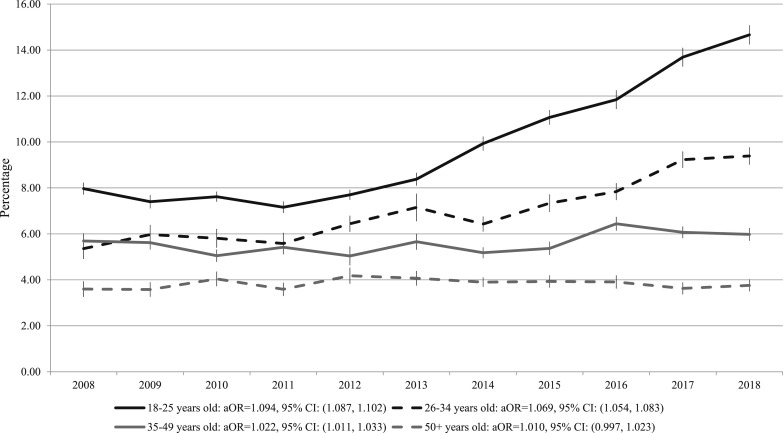 16.00
14.00
12.00
10.00
8.00
6.00
4.00
2.00
0.00
Percentage
2008 2009 2010 2011 2012 2013 2014 2015 2016 2017 2018
18-25 years old: aOR=1.094, 95% CI: (1.087, 1.102) 26-34 years old: aOR=1.069, 95% CI: (1.054, 1.083)
35-49 years old: aOR=1.022, 95% CI: (1.011, 1.033) 50+ years old: aOR=1.010, 95% CI: (0.997, 1.023)